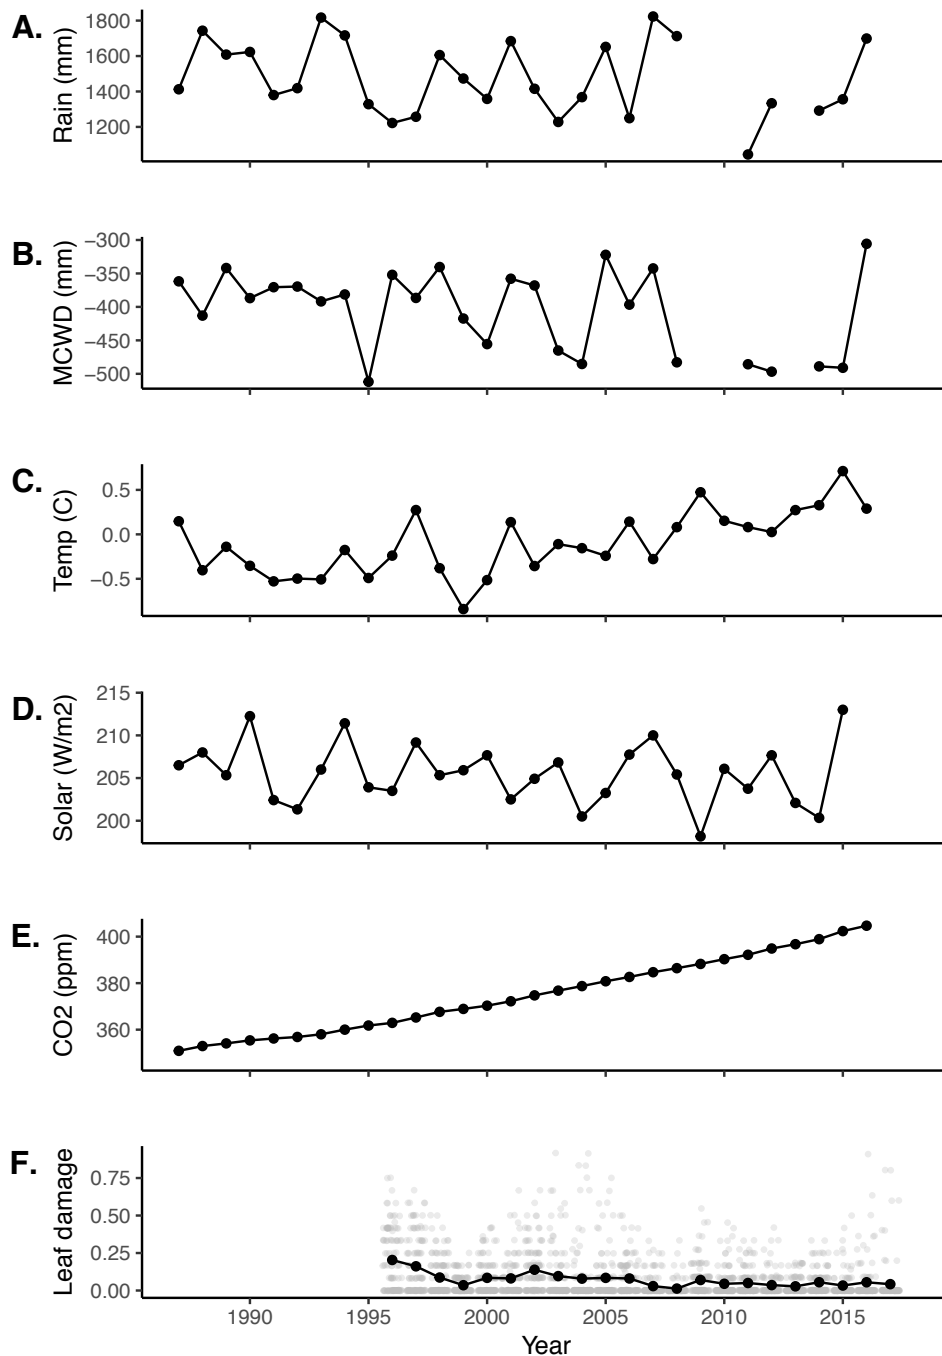 A.
Rain (mm)
1800
1600
1400
1200
B.
MCWD (mm)
−300
−350
−400
−450
−500
C.
Temp (C)
0.5
0.0
−0.5
D.
Solar (W/m2)
215
210
205
200
E.
CO2 (ppm)
400
380
360
F.
Leaf damage
0.75
0.50
0.25
0.00
1990 1995 2000 2005 2010 2015
Year